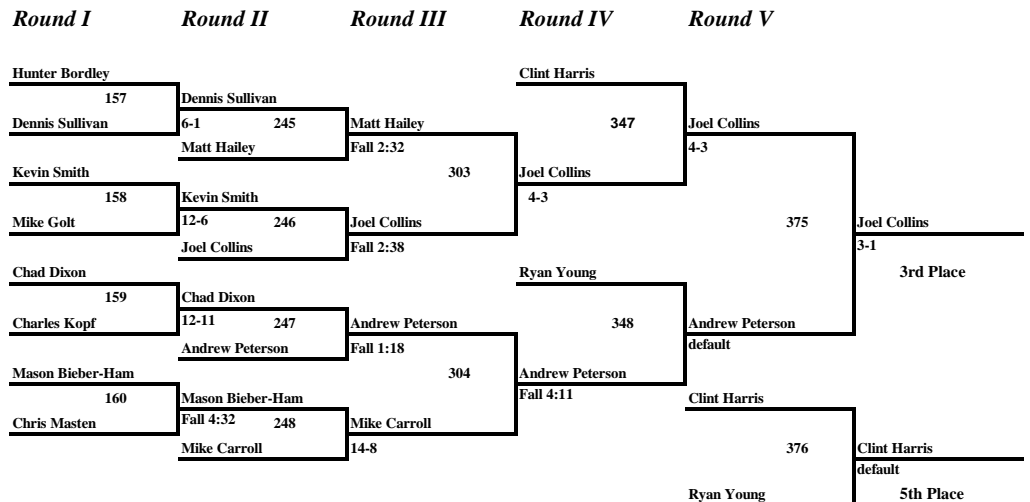 Round I Round II Round III Round IV Round V
Hunter Bordley Clint Harris
157 Dennis Sullivan
Dennis Sullivan 6-1 245 Matt Hailey 347 Joel Collins
Matt Hailey Fall 2:32 4-3
Kevin Smith 303 Joel Collins
158 Kevin Smith 4-3
Mike Golt 12-6 246 Joel Collins 375 Joel Collins
Joel Collins Fall 2:38 3-1
Chad Dixon Ryan Young 3rd Place
159 Chad Dixon
Charles Kopf 12-11 247 Andrew Peterson 348 Andrew Peterson
Andrew Peterson Fall 1:18 default
Mason Bieber-Ham 304 Andrew Peterson
160 Mason Bieber-Ham Fall 4:11 Clint Harris
Chris Masten Fall 4:32 248 Mike Carroll
Mike Carroll 14-8 376 Clint Harris
default
Ryan Young 5th Place